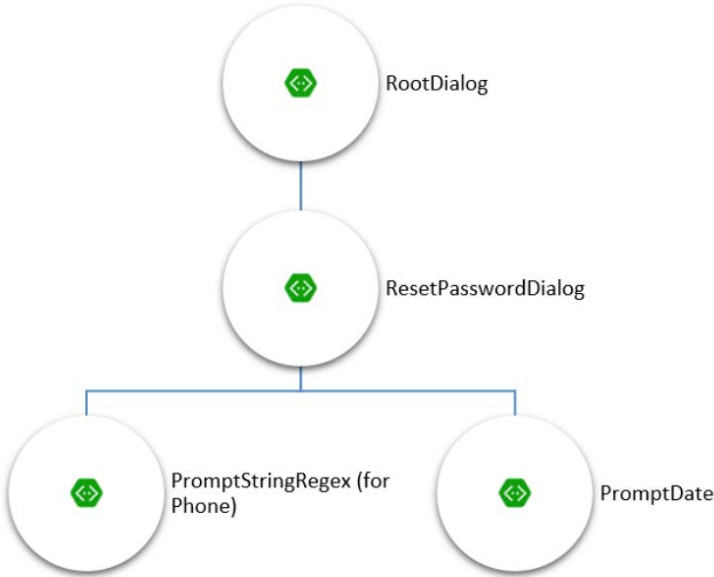 RootDialog
ResetPasswordDialog
PromptStringRegex (for
Phone)
PromptDate